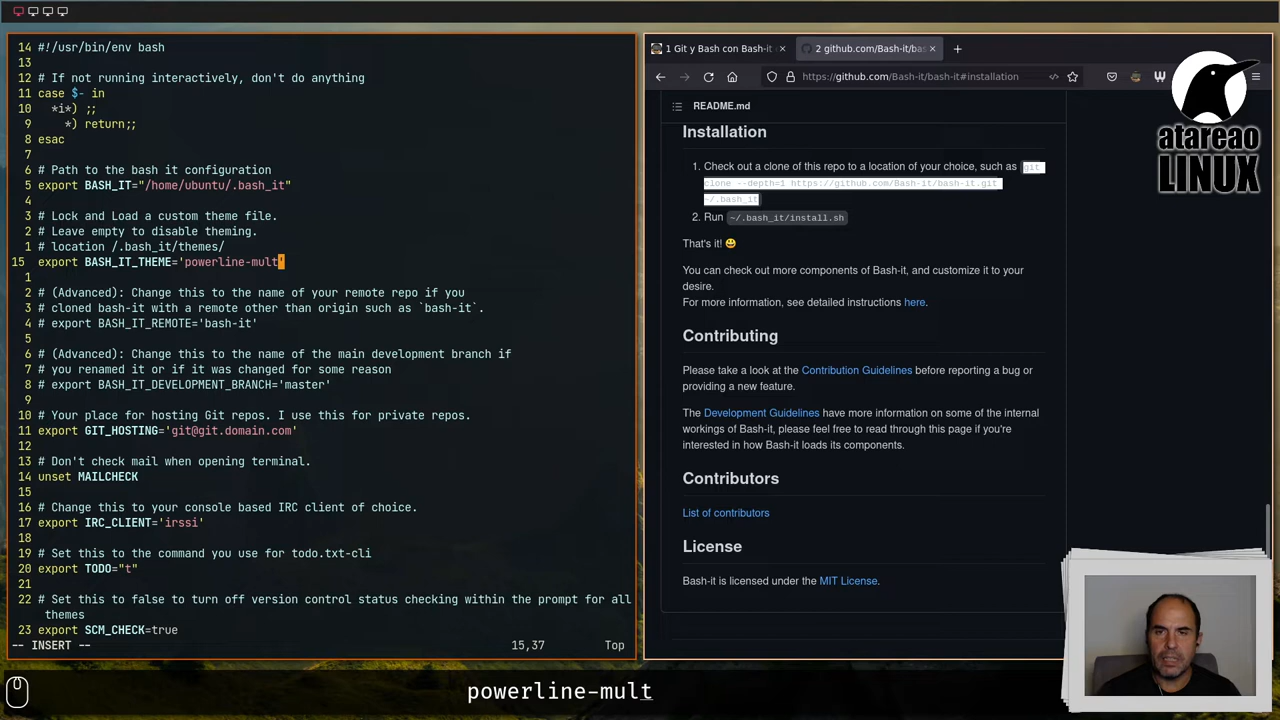 14 #!/usr/bin/env bash
13
12 # If not running interactively, don't do anything
11 case $- in
10   *i*) ;;
9     *) return;;
8 esac
7
6 # Path to the bash it configuration
5 export BASH_IT="/home/ubuntu/.bash_it"
4
3 # Lock and Load a custom theme file.
2 # Leave empty to disable theming.
1 # location /.bash_it/themes/
15 export BASH_IT_THEME='powerline-mult'
1
2 # (Advanced): Change this to the name of your remote repo if you
3 # cloned bash-it with a remote other than origin such as `bash-it`.
4 # export BASH_IT_REMOTE='bash-it'
5
6 # (Advanced): Change this to the name of the main development branch if
7 # you renamed it or if it was changed for some reason
8 # export BASH_IT_DEVELOPMENT_BRANCH='master'
9
10 # Your place for hosting Git repos. I use this for private repos.
11 export GIT_HOSTING='git@git.domain.com'
12
13 # Don't check mail when opening terminal.
14 unset MAILCHECK
15
16 # Change this to your console based IRC client of choice.
17 export IRC_CLIENT='irssi'
18
19 # Set this to the command you use for todo.txt-cli
20 export TODO="t"
21
22 # Set this to false to turn off version control status checking within the prompt for all
themes
23 export SCM_CHECK=true
-- INSERT -- 15,37 Top
1 Git y Bash con Bash-it
2 github.com/Bash-it/bas
https://github.com/Bash-it/bash-it#installation
README.md
Installation
1. Check out a clone of this repo to a location of your choice, such as git
clone --depth=1 https://github.com/Bash-it/bash-it.git
~/.bash_it
2. Run ~/.bash_it/install.sh
That's it! 😃
You can check out more components of Bash-it, and customize it to your
desire.
For more information, see detailed instructions here.
Contributing
Please take a look at the Contribution Guidelines before reporting a bug or
providing a new feature.
The Development Guidelines have more information on some of the internal
workings of Bash-it, please feel free to read through this page if you're
interested in how Bash-it loads its components.
Contributors
List of contributors
License
Bash-it is licensed under the MIT License.
atareao
LINUX
powerline-mult